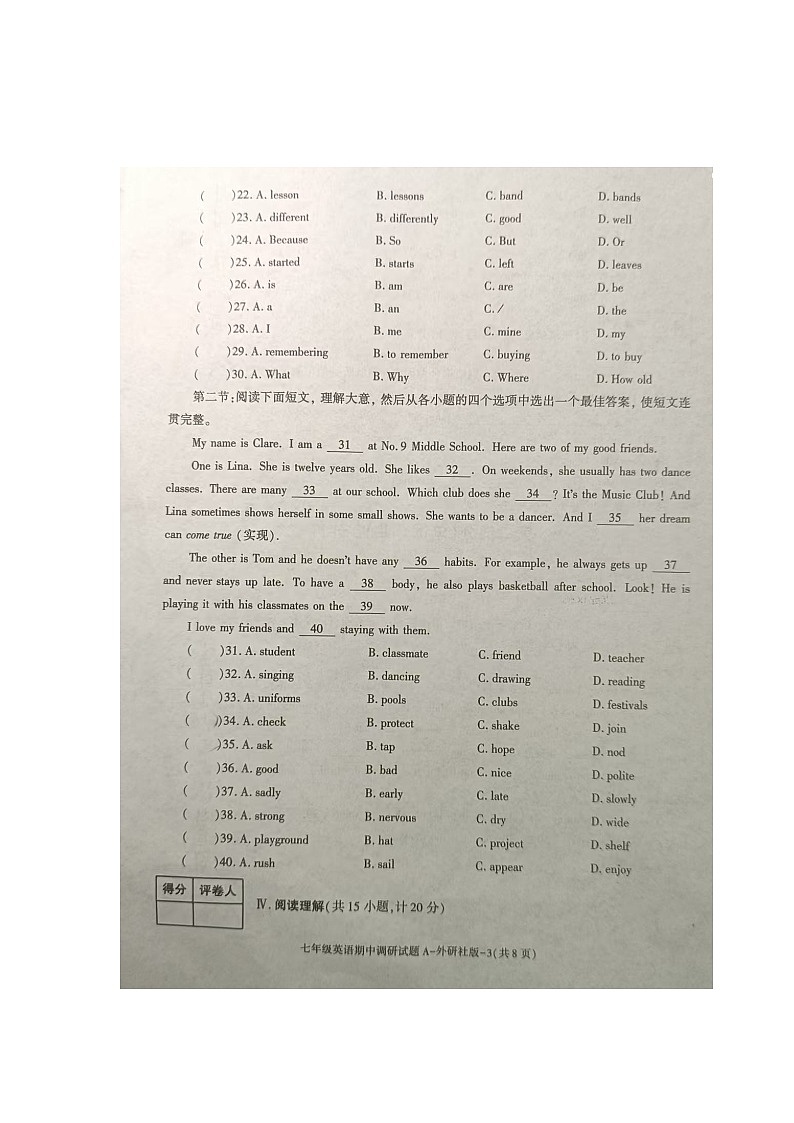 ( )22. A. lesson B. lessons C. band D. bands
( )23. A. different B. differently C. good D. well
( )24. A. Because B. So C. But D. Or
( )25. A. started B. starts C. left D. leaves
( )26. A. is B. am C. are D. be
( )27. A. a B. an C. / D. the
( )28. A. I B. me C. mine D. my
( )29. A. remembering B. to remember C. buying D. to buy
( )30. A. What B. Why C. Where D. How old
第二节:阅读下面短文，理解大意，然后从各小题的四个选项中选出一个最佳答案，使短文连
贯完整。
My name is Clare. I am a 31 at No. 9 Middle School. Here are two of my good friends.
One is Lina. She is twelve years old. She likes 32 . On weekends, she usually has two dance
classes. There are many 33 at our school. Which club does she 34 ? It's the Music Club! And
Lina sometimes shows herself in some small shows. She wants to be a dancer. And I 35 her dream
can come true (实现).
The other is Tom and he doesn't have any 36 habits. For example, he always gets up 37
and never stays up late. To have a 38 body, he also plays basketball after school. Look! He is
playing it with his classmates on the 39 now.
I love my friends and 40 staying with them.
( )31. A. student B. classmate C. friend D. teacher
( )32. A. singing B. dancing C. drawing D. reading
( )33. A. uniforms B. pools C. clubs D. festivals
( )34. A. check B. protect C. shake D. join
( )35. A. ask B. tap C. hope D. nod
( )36. A. good B. bad C. nice D. polite
( )37. A. sadly B. early C. late D. slowly
( )38. A. strong B. nervous C. dry D. wide
( )39. A. playground B. hat C. project D. shelf
( )40. A. rush B. sail C. appear D. enjoy
得分 评卷人
Ⅳ. 阅读理解(共 15 小题,计 20 分)
七年级英语期中调研试题 A-外研社版-3(共 8 页)